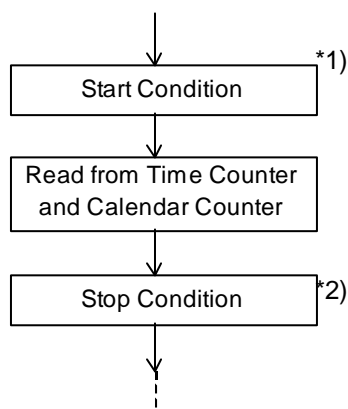 *1)
Start Condition
Read from Time Counter
and Calendar Counter
*2)
Stop Condition